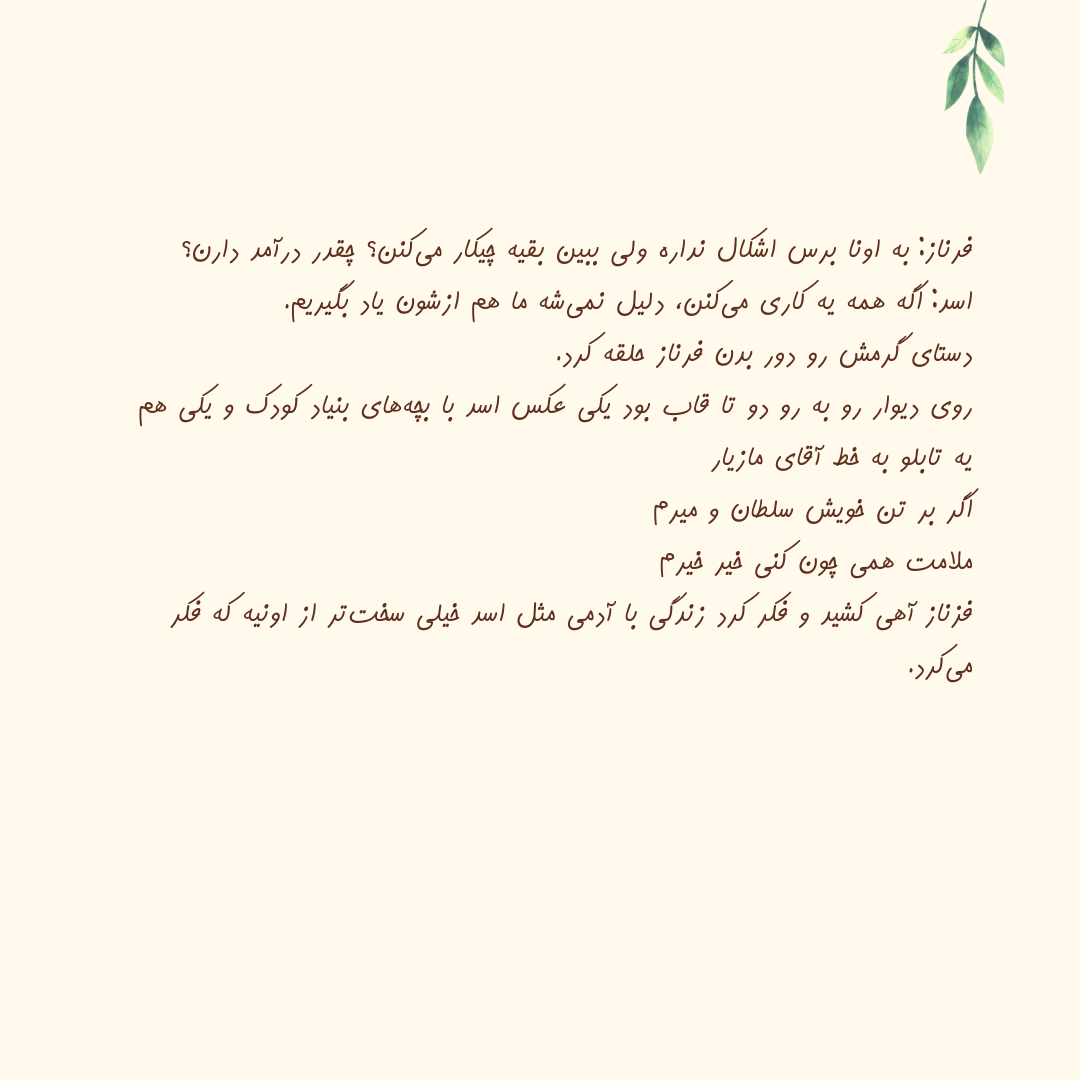 فرناز: به اونا برس اشکال نداره ولی ببین بقیه چیکار می‌کنن؟ چقدر درآمد دارن؟
اسد: اگه همه یه کاری می‌کنن، دلیل نمی‌شه ما هم ازشون یاد بگیریم.
دستای گرمش رو دور بدن فرناز حلقه کرد.
روی دیوار رو به رو دو تا قاب بود یکی عکس اسد با بچه‌های بنیاد کودک و یکی هم
یه تابلو به خط آقای مازیار
اگر بر تن خویش سلطان و میرم
ملامت همی چون کنی خیر خیرم
فزناز آهی کشید و فکر کرد زندگی با آدمی مثل اسد خیلی سخت‌تر از اونیه که فکر
می‌کرد.